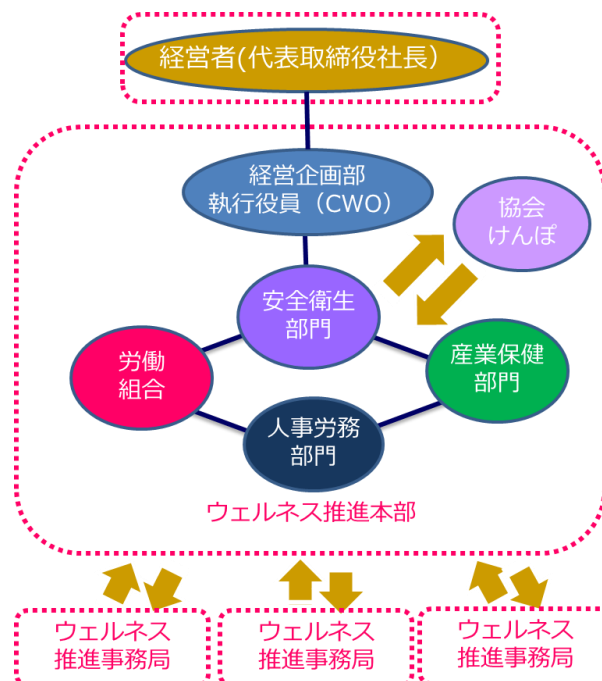 経営者(代表取締役社長）
経営企画部
執行役員（CWO）
協会
けんぽ
安全衛生
部門
労働
組合
産業保健
部門
人事労務
部門
ウェルネス推進本部
ウェルネス
推進事務局
ウェルネス
推進事務局
ウェルネス
推進事務局